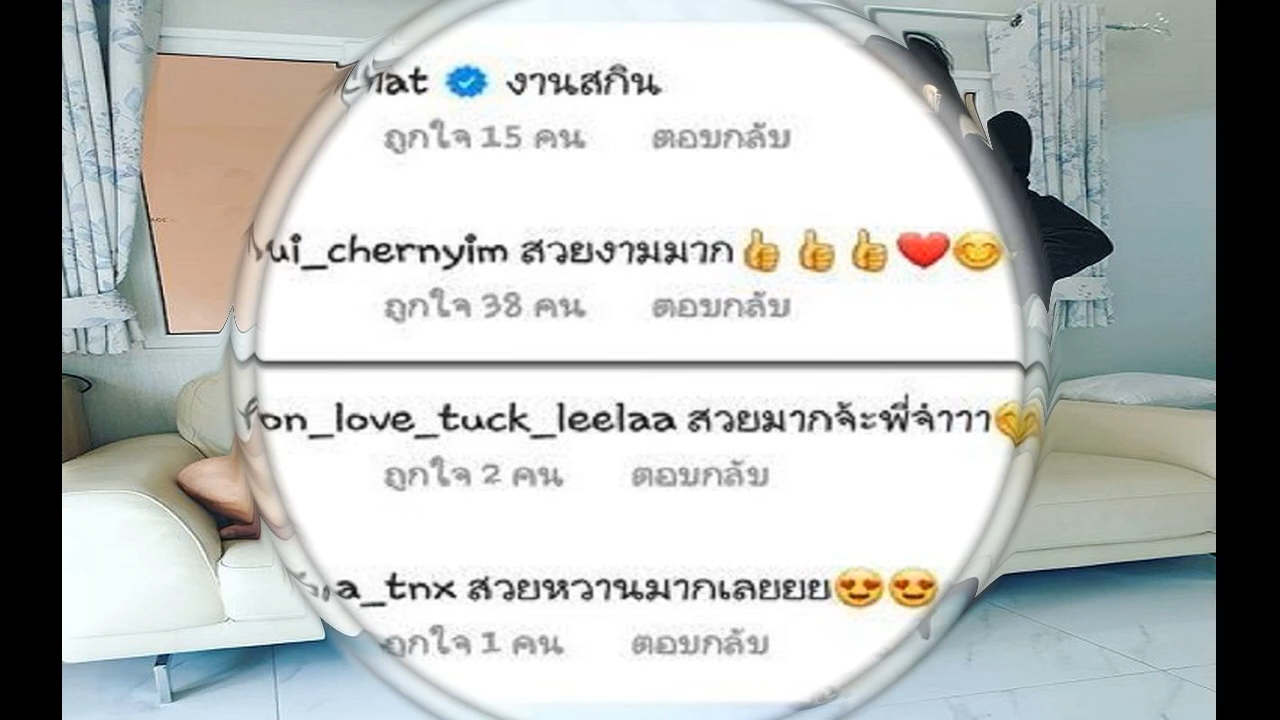 งานสกิน
ถูกใจ 15 คน ตอบกลับ
สวยงามมาก👍👍👍❤️😊
ถูกใจ 38 คน ตอบกลับ
on_love_tuck_leelaa สวยมากจ้ะพี่จ๋าาา
ถูกใจ 2 คน ตอบกลับ
สวยหวานมากเลยยย😍😍
ถูกใจ 1 คน ตอบกลับ